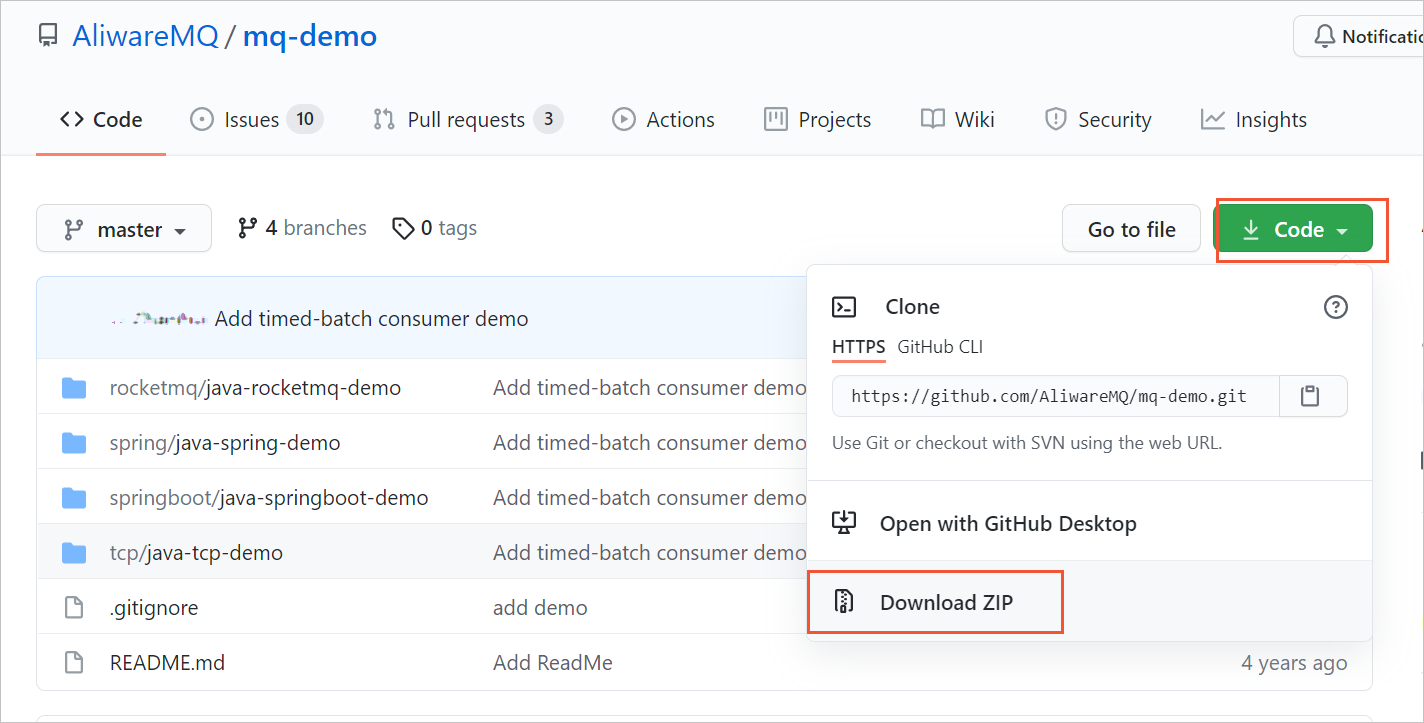 AliwareMQ / mq-demo
Code Issues 10 Pull requests 3 Actions Projects Wiki Security Insights
master 4 branches 0 tags Go to file Code
Add timed-batch consumer demo
rocketmq/java-rocketmq-demo Add timed-batch consumer demo
spring/java-spring-demo Add timed-batch consumer demo
springboot/java-springboot-demo Add timed-batch consumer demo
tcp/java-tcp-demo Add timed-batch consumer demo
.gitignore add demo
README.md Add ReadMe 4 years ago
Clone
HTTPS GitHub CLI
https://github.com/AliwareMQ/mq-demo.git
Use Git or checkout with SVN using the web URL.
Open with GitHub Desktop
Download ZIP